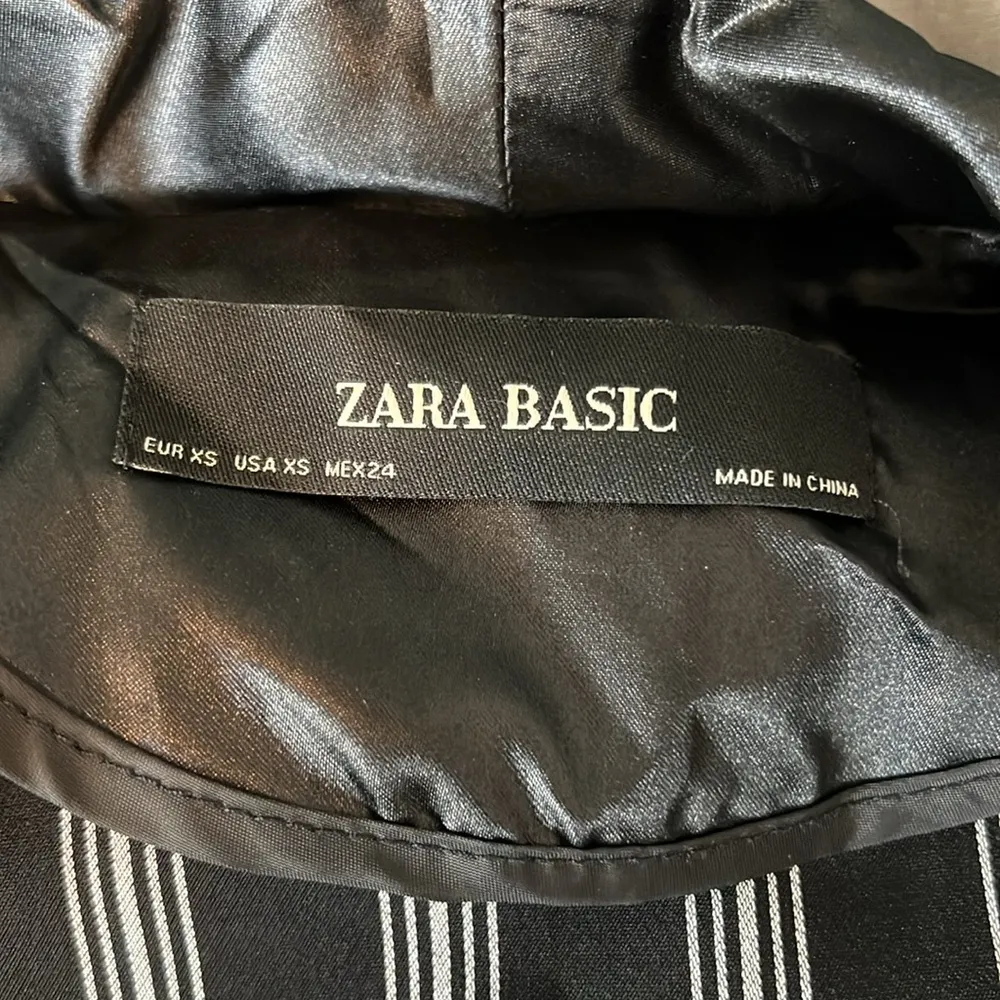 ZARA BASIC
EUR XS USA XS MEX24
MADE IN CHINA